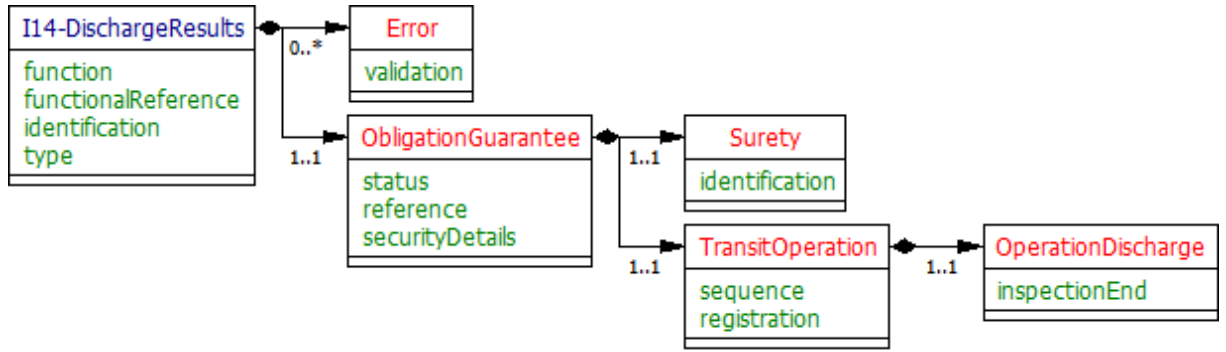 I14-DischargeResults
function
functionalReference
identification
type
0..*
Error
validation
1..1
ObligationGuarantee
status
reference
securityDetails
1..1
Surety
identification
1..1
TransitOperation
sequence
registration
1..1
OperationDischarge
inspectionEnd